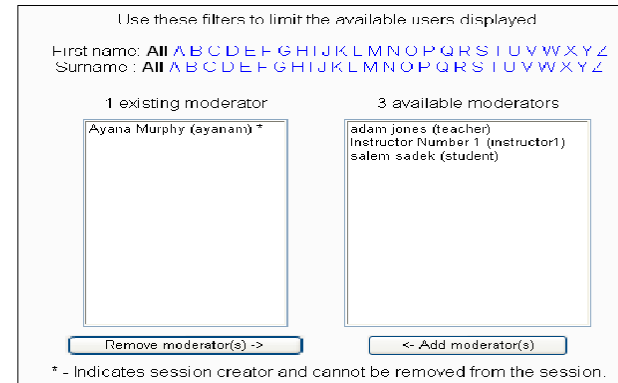 Use these filters to limit the available users displayed
First name: All A B C D E F G H I J K L M N O P Q R S T U V W X Y Z
Surname : All A B C D E F G H I J K L M N O P Q R S T U V W X Y Z
1 existing moderator
3 available moderators
Ayana Murphy (ayanam) *
adam jones (teacher)
Instructor Number 1 (instructor1)
salem sadek (student)
Remove moderator(s) ->
<- Add moderator(s)
* - Indicates session creator and cannot be removed from the session.